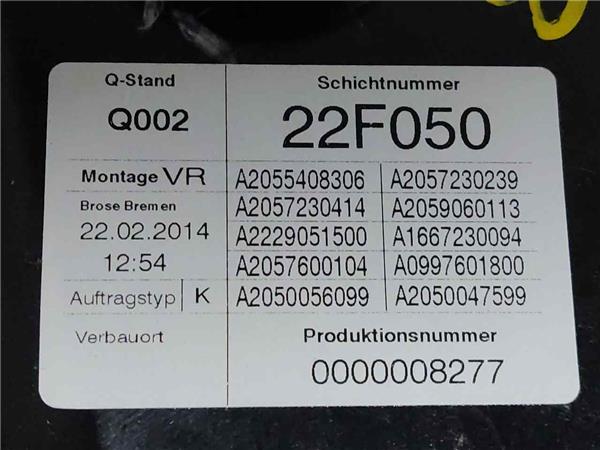 Q-Stand
Schichtnummer
Q002
22F050
Montage VR
A2055408306 A2057230239
Brose Bremen
A2057230414 A2059060113
22.02.2014
A2229051500 A1667230094
12:54
A2057600104 A0997601800
Auftragstyp K
A2050056099 A2050047599
Verbauort
Produktionsnummer
0000008277